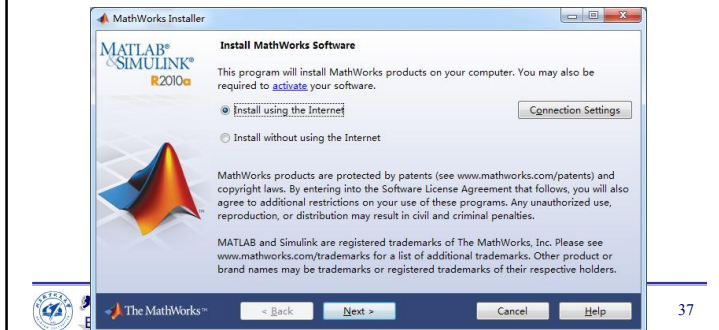 MathWorks Installer
MATLAB®
&SIMULINK®
R2010a
Install MathWorks Software
This program will install MathWorks products on your computer. You may also be
required to activate your software.
Install using the Internet
Connection Settings
Install without using the Internet
MathWorks products are protected by patents (see www.mathworks.com/patents) and
copyright laws. By entering into the Software License Agreement that follows, you will also
agree to additional restrictions on your use of these programs. Any unauthorized use,
reproduction, or distribution may result in civil and criminal penalties.
MATLAB and Simulink are registered trademarks of The MathWorks, Inc. Please see
www.mathworks.com/trademarks for a list of additional trademarks. Other product or
brand names may be trademarks or registered trademarks of their respective holders.
The MathWorks™
< Back
Next >
Cancel
Help
37